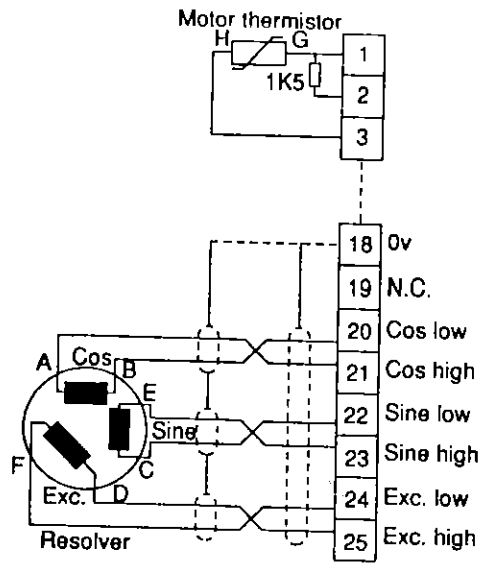 Motor thermistor
H
G
1
1K5
2
3
18 0v
19 N.C.
20 Cos low
A
Cos
B
21 Cos high
E
22 Sine low
Sine
23 Sine high
F
C
24 Exc. low
Exc.
D
25 Exc. high
Resolver